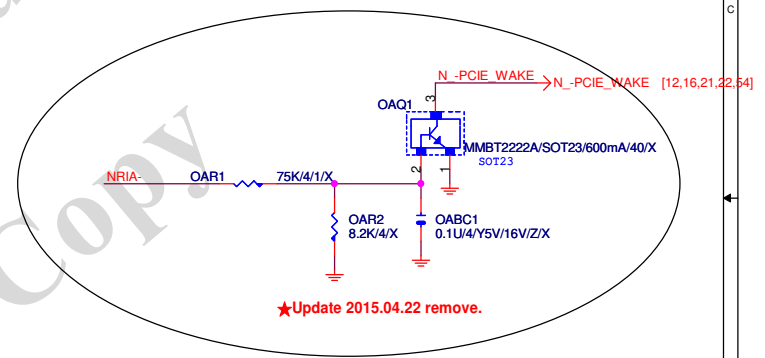 C
N_-PCIE_WAKE
N_-PCIE_WAKE [12,16,21,22,54]
OAQ1
3
MMBT2222A/SOT23/600mA/40/X
SOT23
2
1
NRIA-
OAR1
75K/4/1/X
OAR2
8.2K/4/X
OABC1
0.1U/4/Y5V/16V/Z/X
★Update 2015.04.22 remove.
Copy